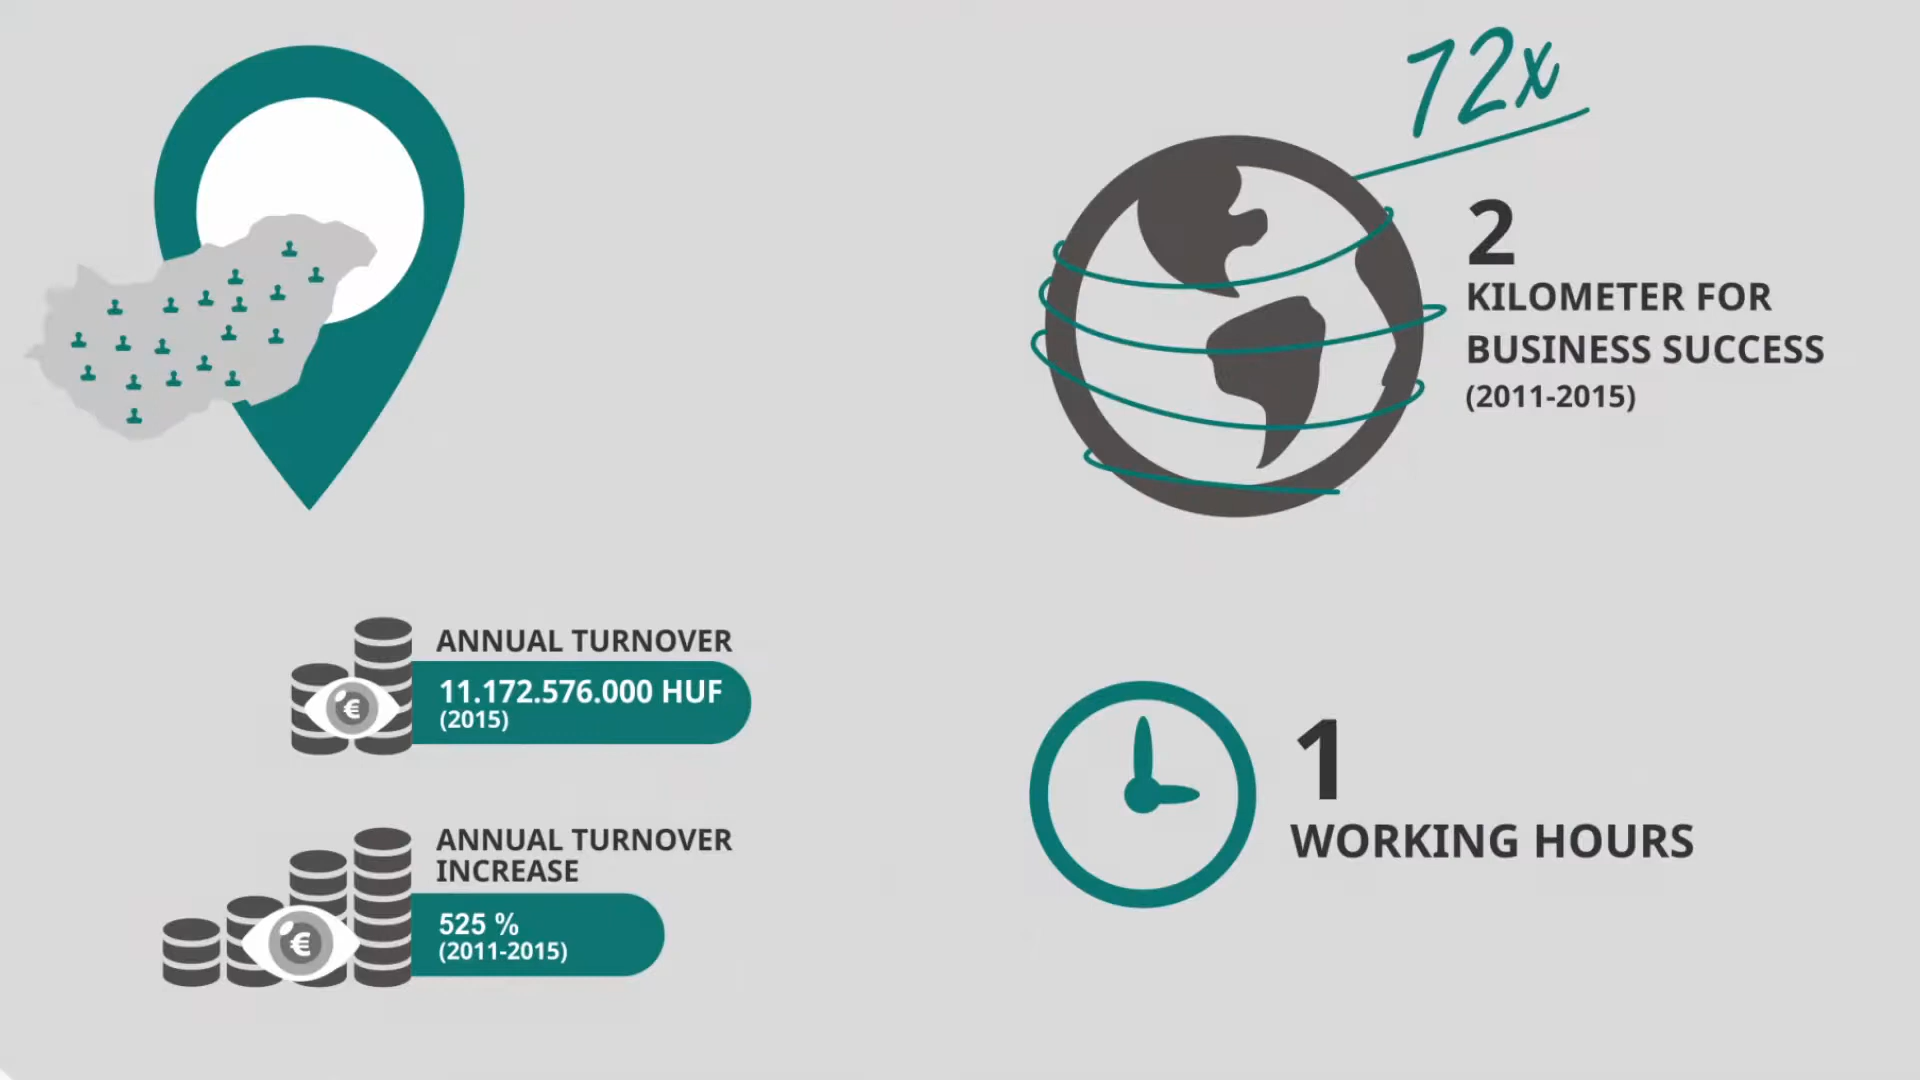 72x
2
KILOMETER FOR
BUSINESS SUCCESS
(2011-2015)
ANNUAL TURNOVER
11.172.576.000 HUF
(2015)
€
ANNUAL TURNOVER
INCREASE
525 %
(2011-2015)
€
1
WORKING HOURS